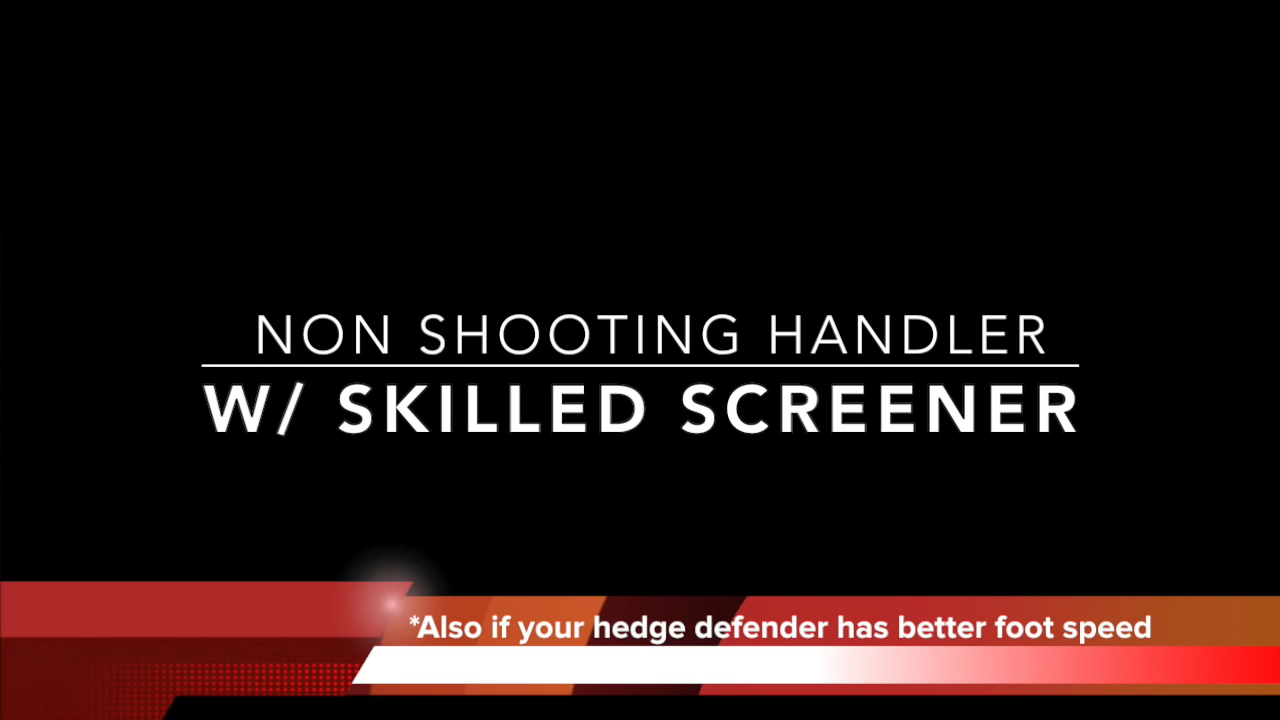 NON SHOOTING HANDLER
W/ SKILLED SCREENER
*Also if your hedge defender has better foot speed